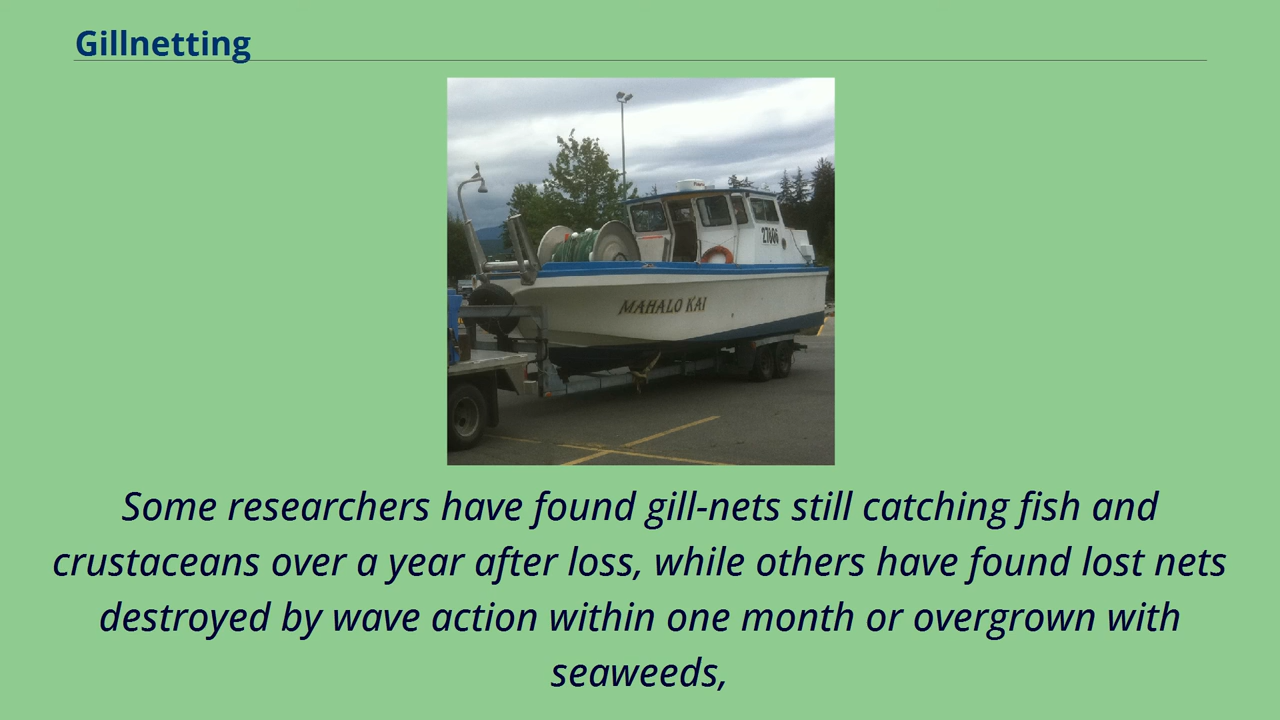 Gillnetting
27006
MAHALO KAI
Some researchers have found gill-nets still catching fish and
crustaceans over a year after loss, while others have found lost nets
destroyed by wave action within one month or overgrown with
seaweeds,